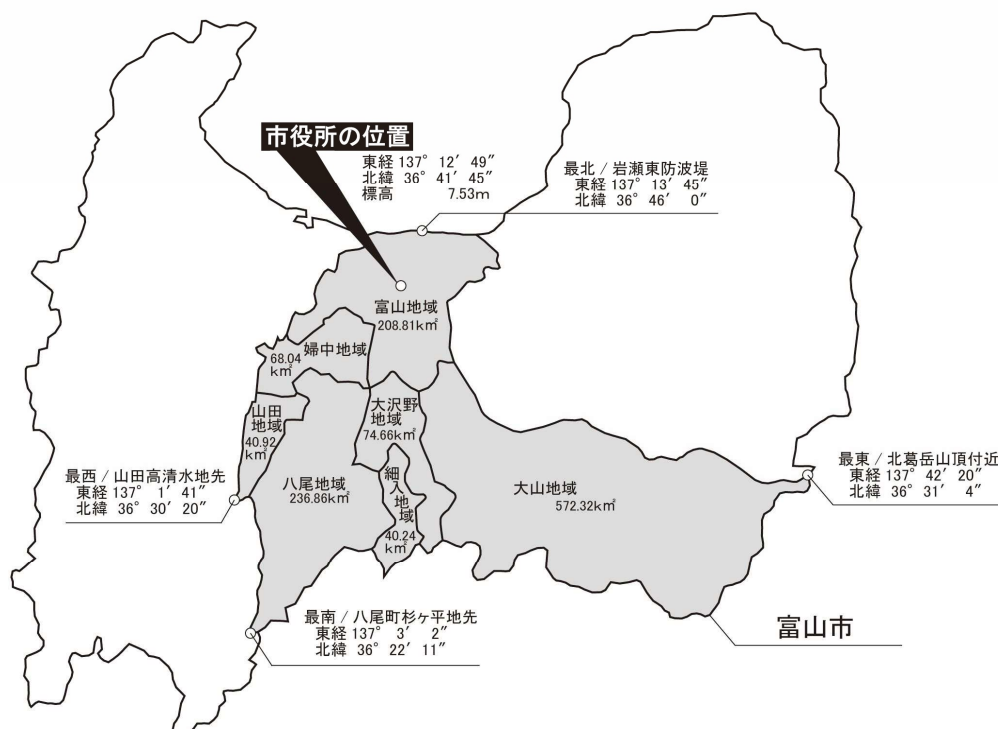 市役所の位置
東経 137° 12′ 49″
北緯 36° 41′ 45″
標高 7.53m
最北 / 岩瀬東防波堤
東経 137° 13′ 45″
北緯 36° 46′ 0″
富山地域
208.81k㎡
婦中地域
68.04
k㎡
山田
地域
40.92
k㎡
大沢野
地域
74.66k㎡
八尾地域
236.86k㎡
細入地域
40.24
k㎡
大山地域
572.32k㎡
最西 / 山田高清水地先
東経 137° 1′ 41″
北緯 36° 30′ 20″
最東 / 北葛岳山頂付近
東経 137° 42′ 20″
北緯 36° 31′ 4″
最南 / 八尾町杉ヶ平地先
東経 137° 3′ 2″
北緯 36° 22′ 11″
富山市